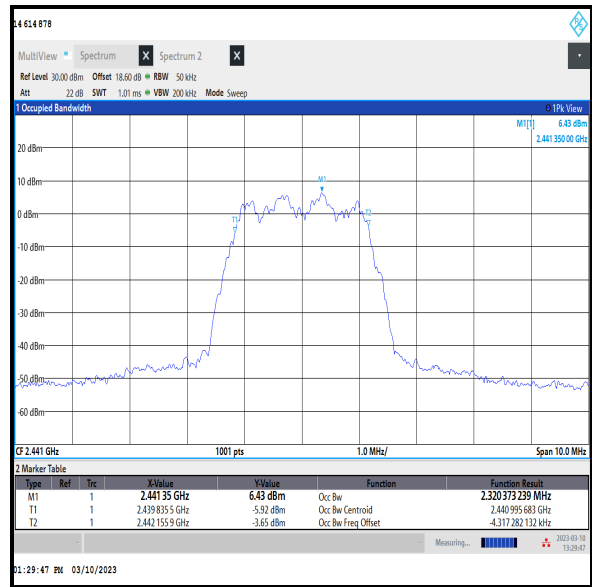 14 614 878
R S
MultiView Spectrum X Spectrum 2 X
Ref Level 30.00 dBm Offset 18.60 dB RBW 50 kHz
Att 22 dB SWT 1.01 ms VBW 200 kHz Mode Sweep
1 Occupied Bandwidth 1Pk View
M1[1] 6.43 dBm
2.441 350 00 GHz
20 dBm
10 dBm
M1
0 dBm
T1 T2
-10 dBm
-20 dBm
-30 dBm
-40 dBm
-50 dBm
-60 dBm
CF 2.441 GHz 1001 pts 1.0 MHz/ Span 10.0 MHz
2 Marker Table
Type Ref Trc X-Value Y-Value Function Function Result
M1 1 2.441 35 GHz 6.43 dBm Occ Bw 2.320 373 239 MHz
T1 1 2.439 835 5 GHz -5.92 dBm Occ Bw Centroid 2.440 995 683 GHz
T2 1 2.442 155 9 GHz -3.65 dBm Occ Bw Freq Offset -4.317 282 132 kHz
Measuring... 2023-03-10
13:29:47
01:29:47 PM 03/10/2023